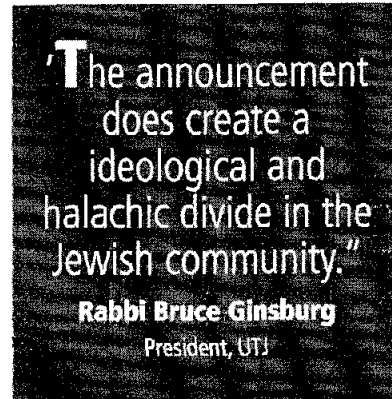 'The announcement
does create a
ideological and
halachic divide in the
Jewish community."
Rabbi Bruce Ginsburg
President, UTJ